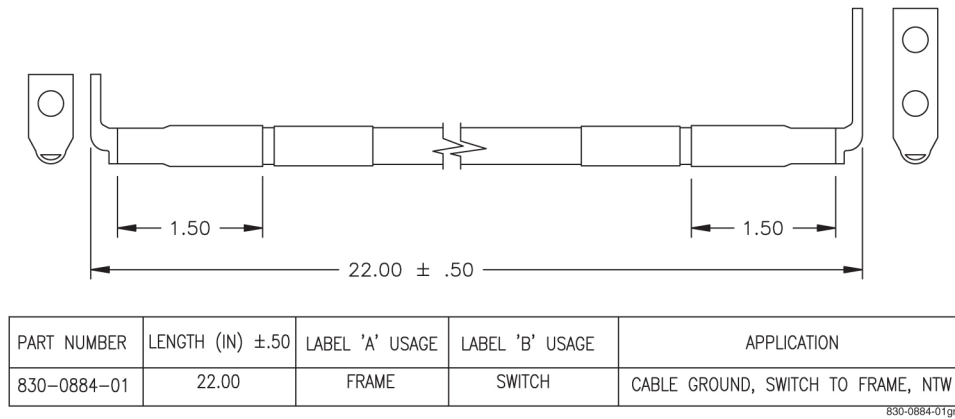 1.50
1.50
22.00 ± .50
PART NUMBER LENGTH (IN) ±.50 LABEL 'A' USAGE LABEL 'B' USAGE APPLICATION
830-0884-01 22.00 FRAME SWITCH CABLE GROUND, SWITCH TO FRAME, NTW